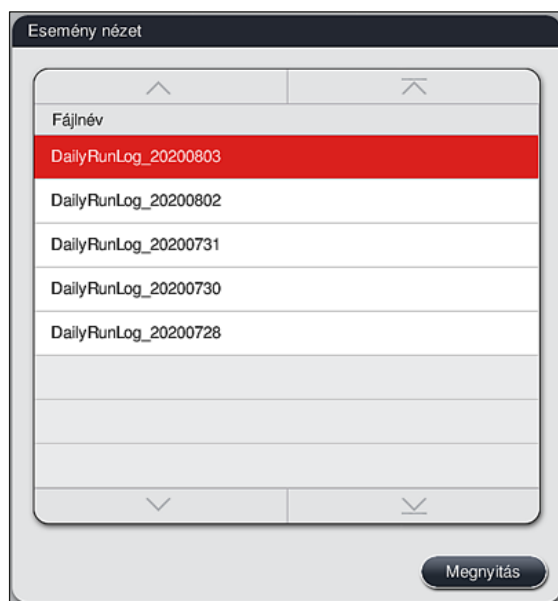 Esemény nézet
Fájlnév
DailyRunLog_20200803
DailyRunLog_20200802
DailyRunLog_20200731
DailyRunLog_20200730
DailyRunLog_20200728
Megnyitás